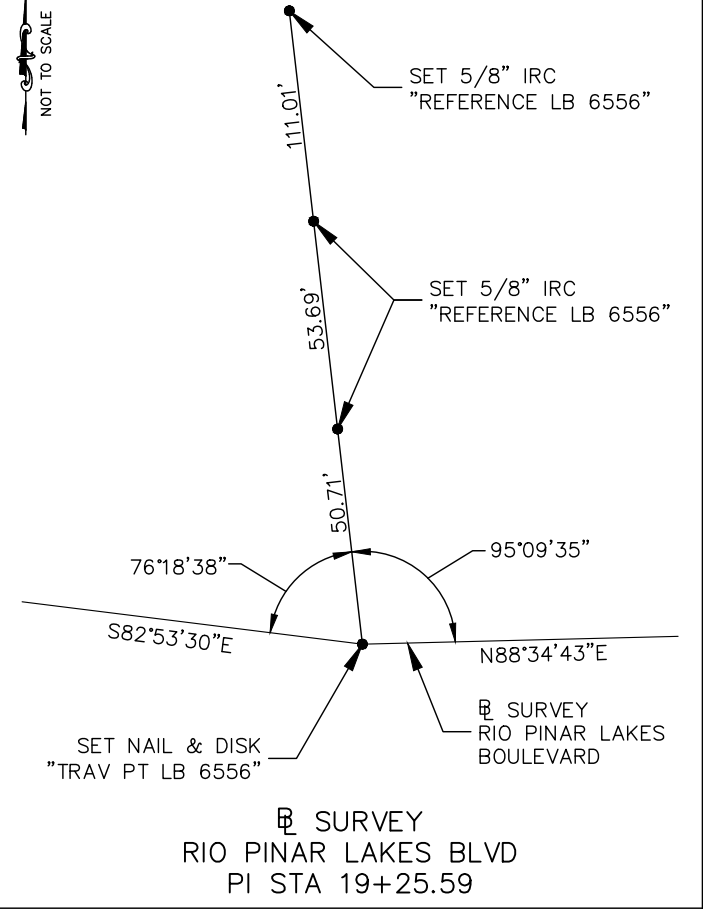 NOT TO SCALE
111.01'
SET 5/8" IRC
"REFERENCE LB 6556"
53.69'
SET 5/8" IRC
"REFERENCE LB 6556"
50.71'
76°18'38"
95°09'35"
S82°53'30"E
N88°34'43"E
BL SURVEY
RIO PINAR LAKES
BOULEVARD
SET NAIL & DISK
"TRAV PT LB 6556"
BL SURVEY
RIO PINAR LAKES BLVD
PI STA 19+25.59